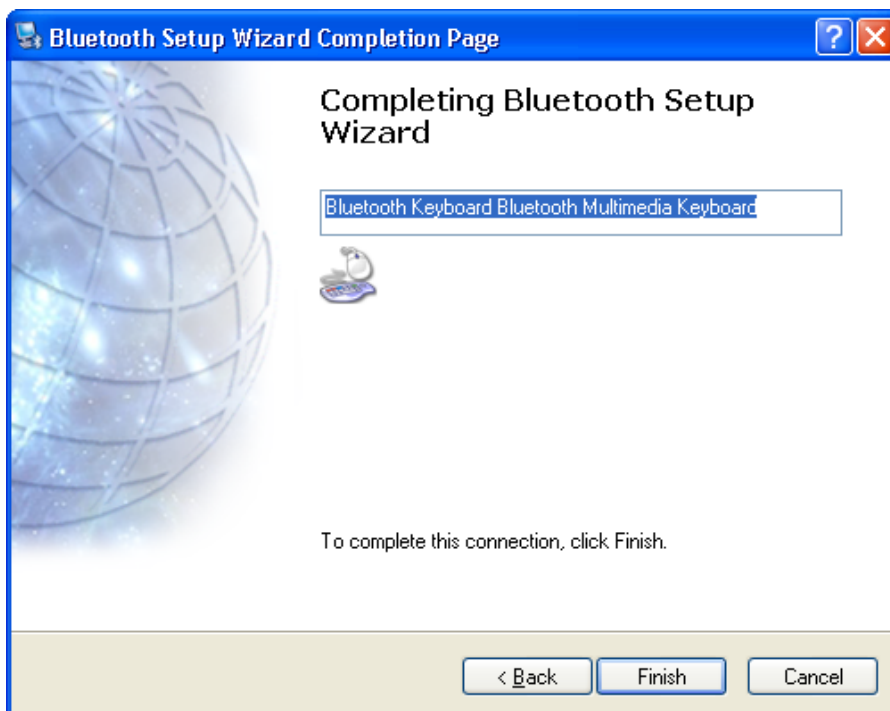 Bluetooth Setup Wizard Completion Page
?
Completing Bluetooth Setup
Wizard
Bluetooth Keyboard Bluetooth Multimedia Keyboard
To complete this connection, click Finish.
< Back Finish Cancel